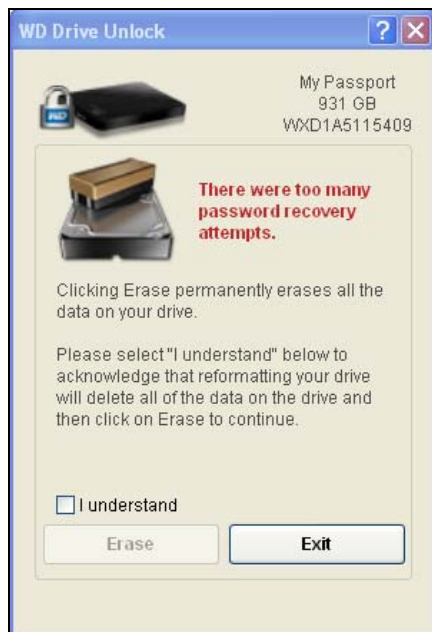 WD Drive Unlock
My Passport
931 GB
WXD1A5115409
WD
There were too many
password recovery
attempts.
Clicking Erase permanently erases all the
data on your drive.
Please select "I understand" below to
acknowledge that reformatting your drive
will delete all of the data on the drive and
then click on Erase to continue.
I understand
Erase
Exit